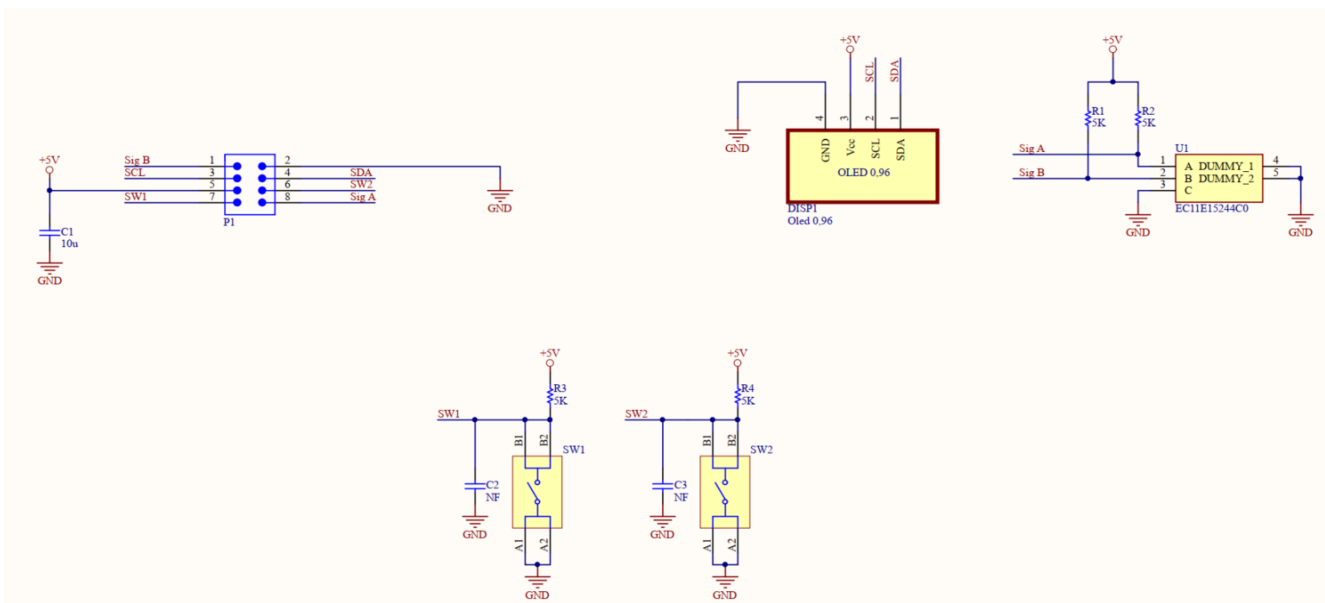 +5V
Sig B 1 2
SCL 3 4 SDA
5 6 SW2
SW1 7 8 Sig A
P1
C1
10u
GND
GND
+5V
SCL
SDA
4 3 2 1
GND Vcc SCL SDA
OLED 0,96
DISP1
Oled 0,96
GND
+5V
R1
5K
R2
5K
Sig A
Sig B
U1
1 A DUMMY_1 4
2 B DUMMY_2 5
3 C
EC11E15244C0
GND
GND
+5V
R3
5K
SW1
B1 B2
SW1
C2
NF
GND
A1 A2
GND
+5V
R4
5K
SW2
B1 B2
SW2
C3
NF
GND
A1 A2
GND